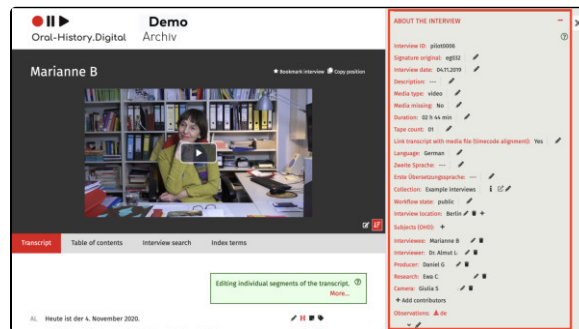 Oral-History.Digital
Demo
Archiv
Marianne B
Bookmark interview
Copy position
Transcript
Table of contents
Interview search
Index terms
Editing individual segments of the transcript.
More...
AL
Heute ist der 4. November 2020.
H
ABOUT THE INTERVIEW
Interview ID: pilot0006
Signature original: eg032
Interview date: 04.11.2019
Description: ---
Media type: video
Media missing: No
Duration: 02 h 44 min
Tape count: 01
Link transcript with media file (timecode alignment): Yes
Language: German
Zweite Sprache: ---
Erste Übersetzungssprache: ---
Collection: Example interviews
Workflow state: public
Interview location: Berlin
Subjects (OHD): +
Interviewee: Marianne B
Interviewer: Dr. Almut L.
Producer: Daniel G
Research: Ewa C
Camera: Giulia S
+ Add contributors
Observations: de